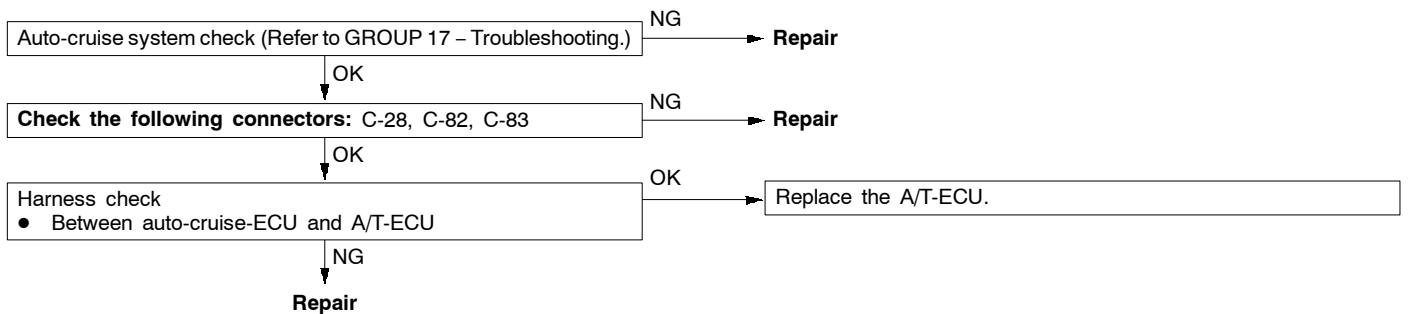 Auto-cruise system check (Refer to GROUP 17 – Troubleshooting.)
NG
Repair
OK
Check the following connectors: C-28, C-82, C-83
NG
Repair
OK
Harness check
● Between auto-cruise-ECU and A/T-ECU
OK
Replace the A/T-ECU.
NG
Repair